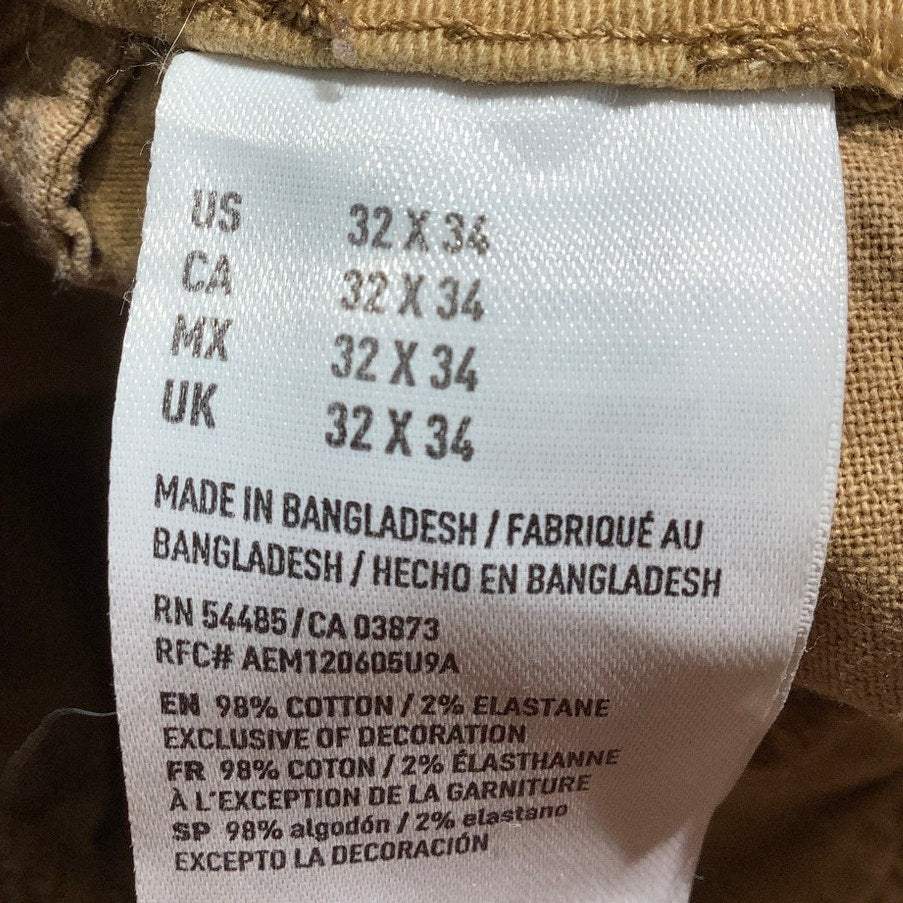 US 32 X 34
CA 32 X 34
MX 32 X 34
UK 32 X 34
MADE IN BANGLADESH / FABRIQUÉ AU
BANGLADESH / HECHO EN BANGLADESH
RN 54485/CA 03873
RFC# AEM120605U9A
EN 98% COTTON / 2% ELASTANE
EXCLUSIVE OF DECORATION
FR 98% COTON / 2% ÉLASTHANNE
À L'EXCEPTION DE LA GARNITURE
SP 98% algodón / 2% elastano
EXCEPTO LA DECORACIÓN